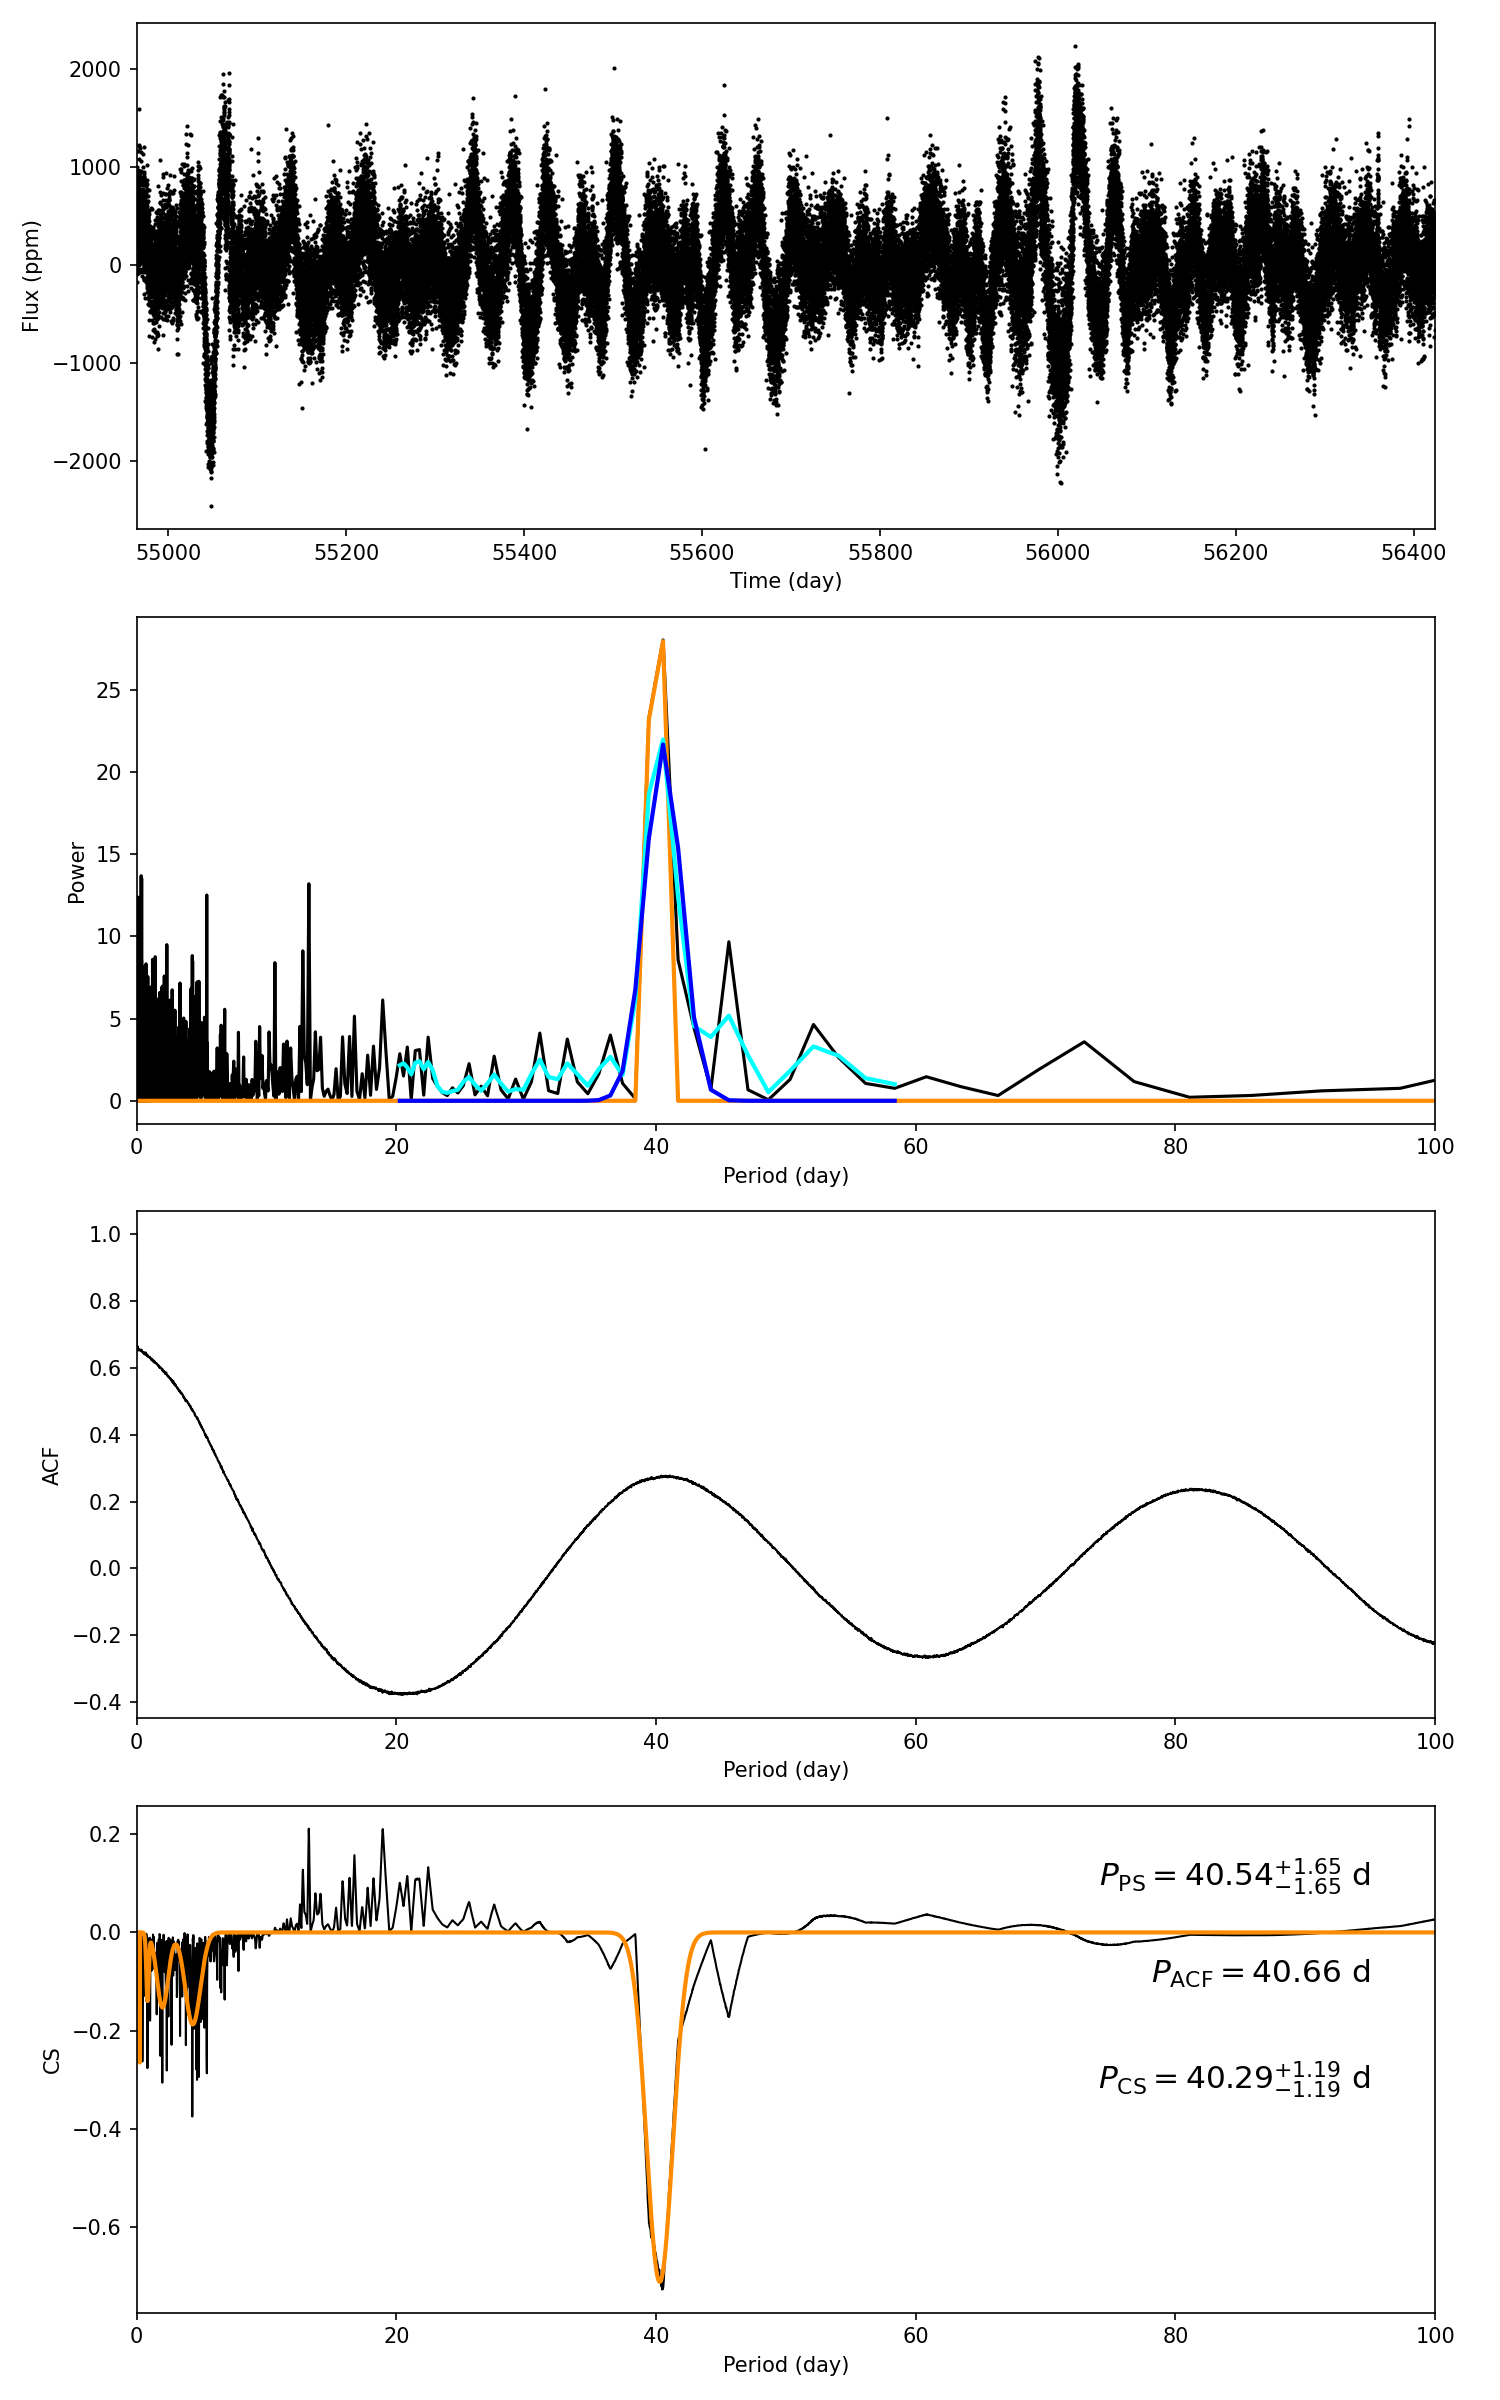 2000
1000
0
−1000
−2000
Flux (ppm)
55000 55200 55400 55600 55800 56000 56200 56400
Time (day)
25
20
15
10
5
0
Power
0 20 40 60 80 100
Period (day)
1.0
0.8
0.6
0.4
0.2
0.0
−0.2
−0.4
ACF
0 20 40 60 80 100
Period (day)
0.2
0.0
−0.2
−0.4
−0.6
CS
P_PS = 40.54^{+1.65}_{−1.65} d
P_ACF = 40.66 d
P_CS = 40.29^{+1.19}_{−1.19} d
0 20 40 60 80 100
Period (day)